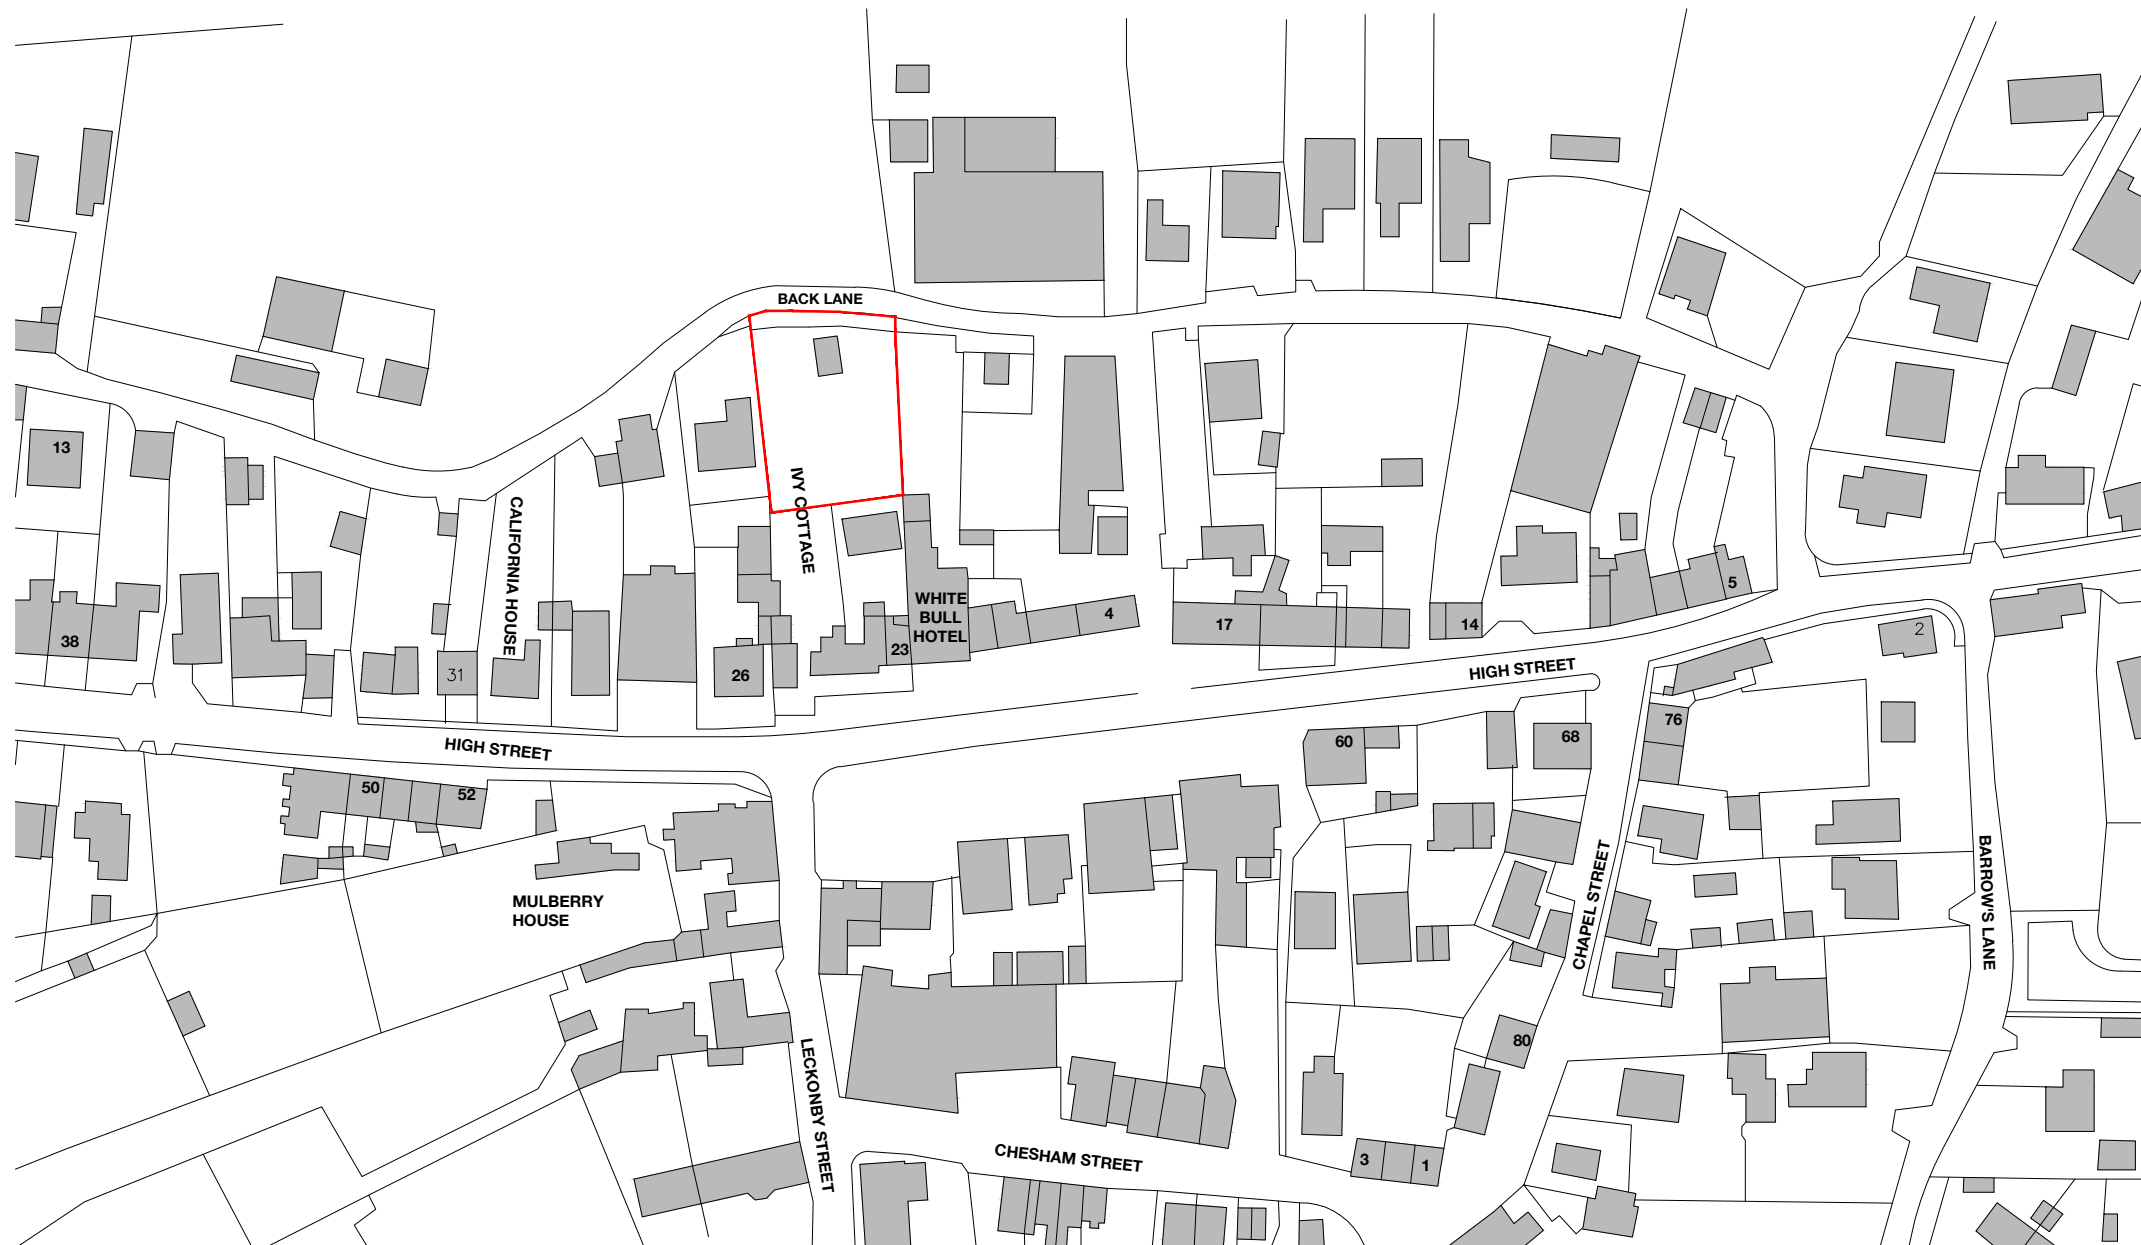 BACK LANE
13
IVY COTTAGE
CALIFORNIA HOUSE
38
WHITE
BULL
HOTEL
4
17
14
5
2
23
26
31
HIGH STREET
76
68
60
HIGH STREET
50
52
MULBERRY
HOUSE
CHAPEL STREET
BARROW'S LANE
80
LECKONBY STREET
CHESHAM STREET
3
1